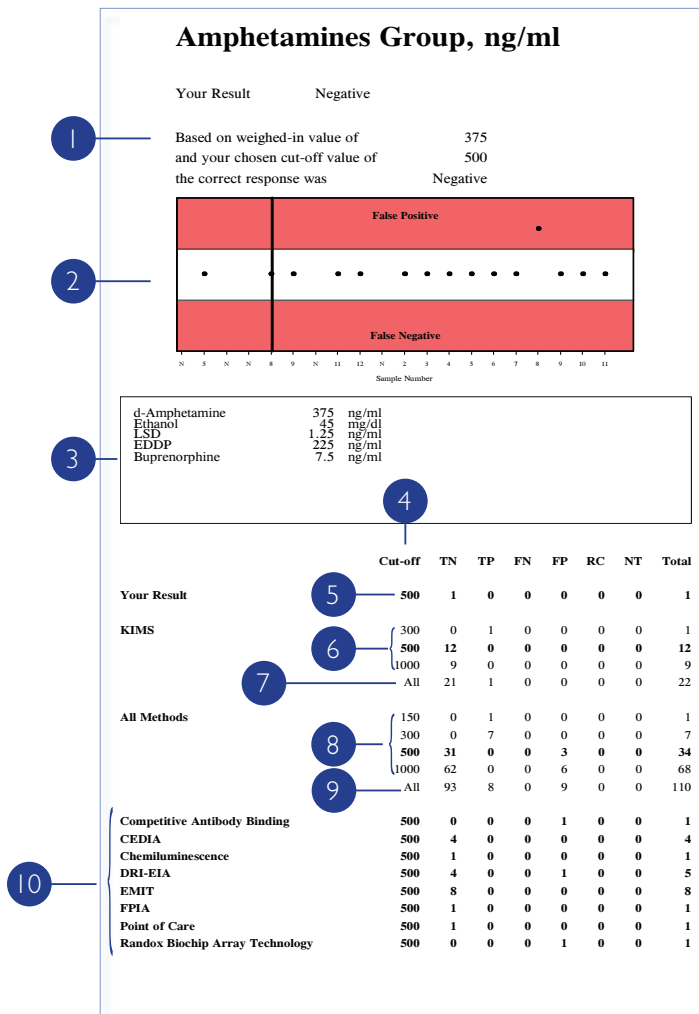 Amphetamines Group, ng/ml
Your Result Negative
1
Based on weighed-in value of 375
and your chosen cut-off value of 500
the correct response was Negative
False Positive
2
False Negative
N 5 N N 8 9 N 11 12 N 2 3 4 5 6 7 8 9 10 11
Sample Number
3
d-Amphetamine 375 ng/ml
Ethanol 45 mg/dl
LSD 1.25 ng/ml
EDDP 225 ng/ml
Buprenorphine 7.5 ng/ml
4
Cut-off TN TP FN FP RC NT Total
Your Result 5 500 1 0 0 0 0 0 1
KIMS 300 0 1 0 0 0 0 1
6 500 12 0 0 0 0 0 12
1000 9 0 0 0 0 0 9
7 All 21 1 0 0 0 0 22
All Methods 150 0 1 0 0 0 0 1
8 300 0 7 0 0 0 0 7
500 31 0 0 3 0 0 34
1000 62 0 0 6 0 0 68
9 All 93 8 0 9 0 0 110
10
Competitive Antibody Binding 500 0 0 0 1 0 0 1
CEDIA 500 4 0 0 0 0 0 4
Chemiluminescence 500 1 0 0 0 0 0 1
DRI-EIA 500 4 0 0 1 0 0 5
EMIT 500 8 0 0 0 0 0 8
FPIA 500 1 0 0 0 0 0 1
Point of Care 500 1 0 0 0 0 0 1
Randox Biochip Array Technology 500 0 0 0 1 0 0 1